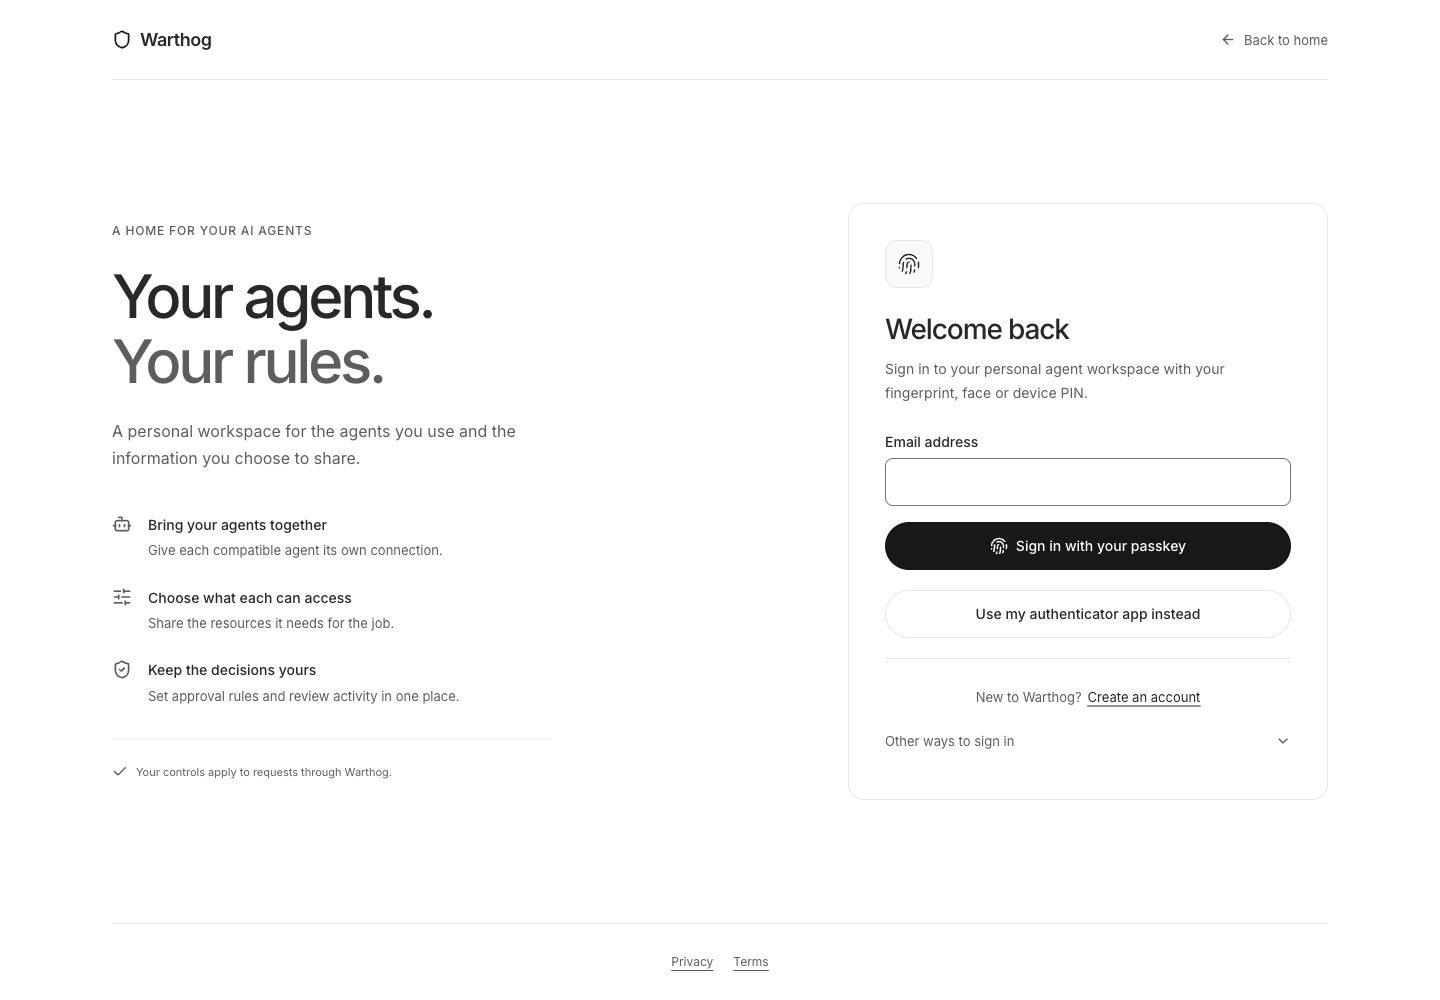 Warthog
Back to home
A HOME FOR YOUR AI AGENTS
Your agents.
Your rules.
A personal workspace for the agents you use and the
information you choose to share.
Bring your agents together
Give each compatible agent its own connection.
Choose what each can access
Share the resources it needs for the job.
Keep the decisions yours
Set approval rules and review activity in one place.
Your controls apply to requests through Warthog.
Welcome back
Sign in to your personal agent workspace with your
fingerprint, face or device PIN.
Email address
Sign in with your passkey
Use my authenticator app instead
New to Warthog? Create an account
Other ways to sign in
Privacy Terms